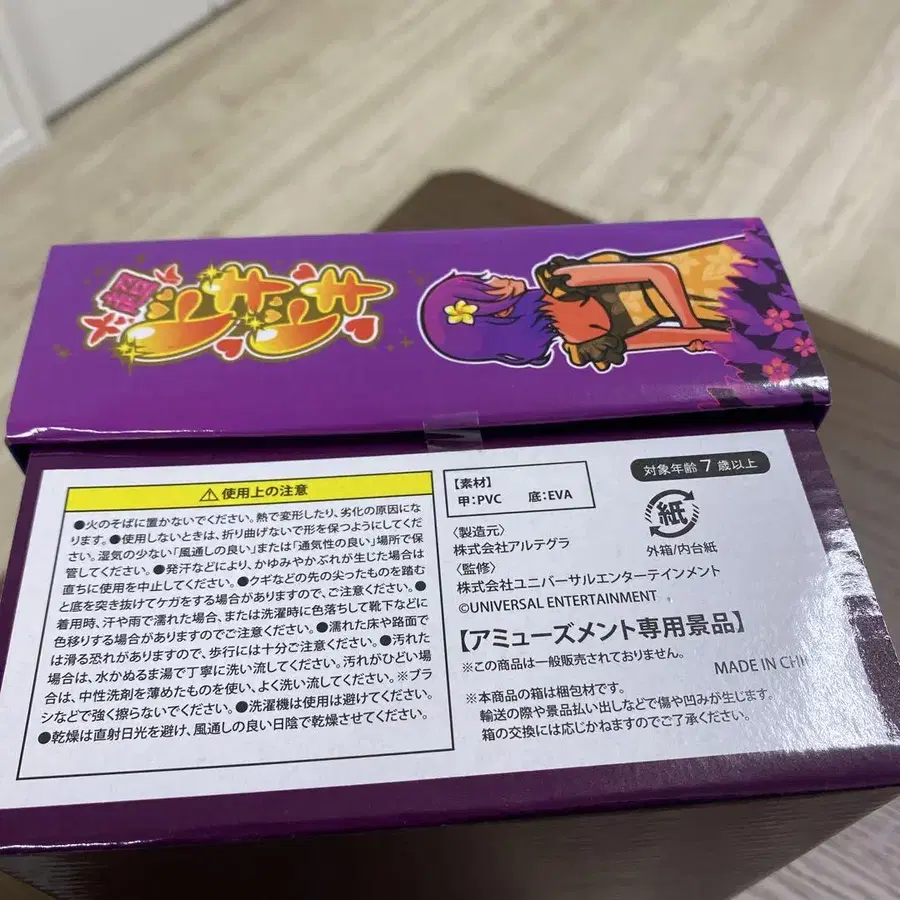 超
ドキドキ
⚠使用上の注意
●火のそばに置かないでください。熱で変形したり、劣化の原因にな
ります。●使用しないときは、折り曲げないで形を保つようにしてくだ
さい。湿気の少ない「風通しの良い」または「通気性の良い」場所で保
管してください。●発汗などにより、かゆみやかぶれが生じた場合は
直ちに使用を中止してください。●クギなどの先の尖ったものを踏む
と底を突き抜けてケガをする場合がありますので、ご注意ください。●
着用時、汗や雨で濡れた場合、または洗濯時に色落ちして靴下などに
色移りする場合がありますのでご注意ください。●濡れた床や路面で
は滑る恐れがありますので、歩行には十分ご注意ください。●汚れた
場合は、水かぬるま湯で丁寧に洗い流してください。汚れがひどい場
合は、中性洗剤を薄めたものを使い、よく洗い流してください。※ブラ
シなどで強く擦らないでください。●洗濯機は使用は避けてください。
●乾燥は直射日光を避け、風通しの良い日陰で乾燥させてください。
【素材】
甲:PVC 底:EVA
対象年齢7歳以上
紙
外箱/内台紙
〈製造元〉
株式会社アルテグラ
〈監修〉
株式会社ユニバーサルエンターテインメント
©UNIVERSAL ENTERTAINMENT
【アミューズメント専用景品】
※この商品は一般販売されておりません。
MADE IN CHI
※本商品の箱は梱包材です。
輸送の際や景品払い出しなどで傷や凹みが生じます。
箱の交換には応じかねますのでご了承ください。